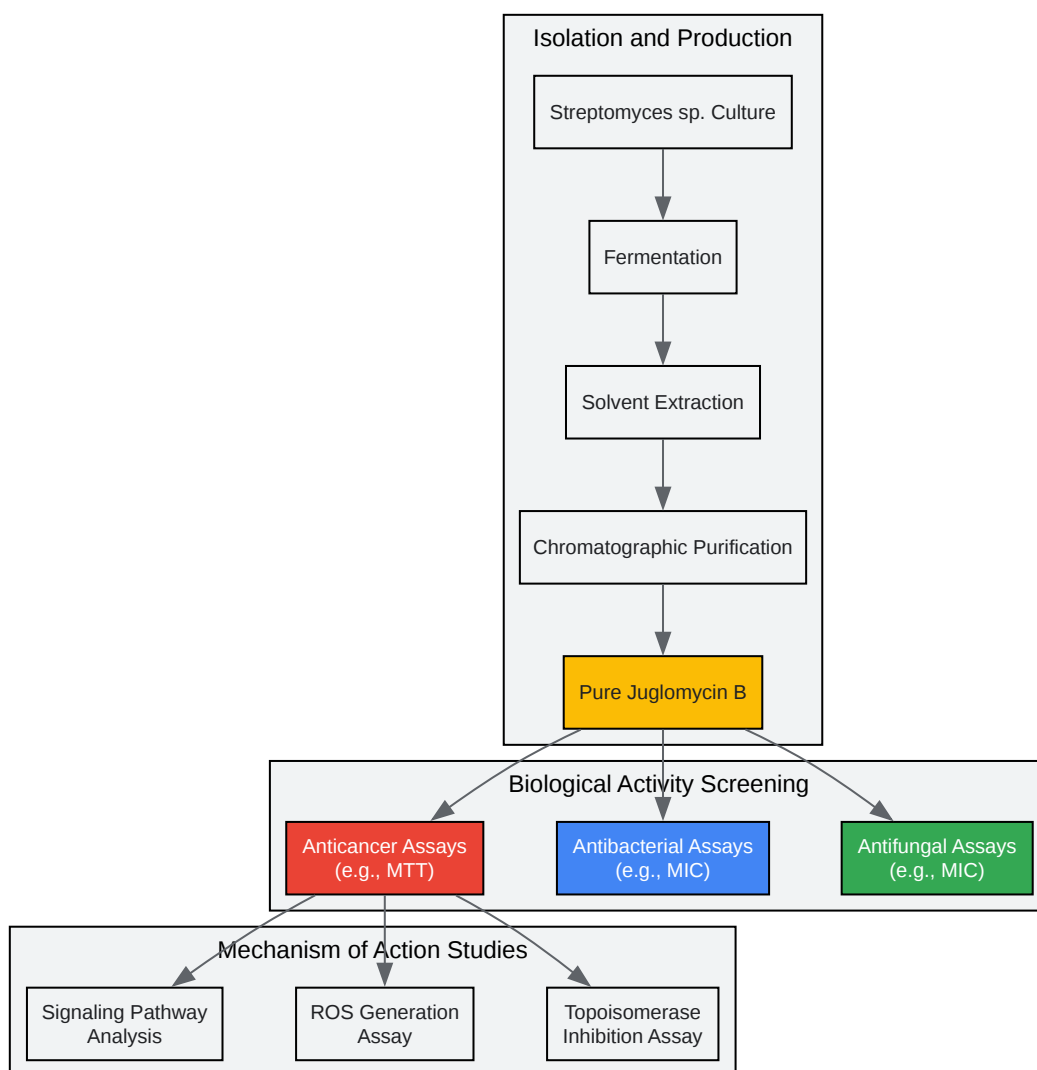 Isolation and Production
Streptomyces sp. Culture
Fermentation
Solvent Extraction
Chromatographic Purification
Pure Juglomycin B
Biological Activity Screening
Anticancer Assays
(e.g., MTT)
Antibacterial Assays
(e.g., MIC)
Antifungal Assays
(e.g., MIC)
Mechanism of Action Studies
Signaling Pathway
Analysis
ROS Generation
Assay
Topoisomerase
Inhibition Assay